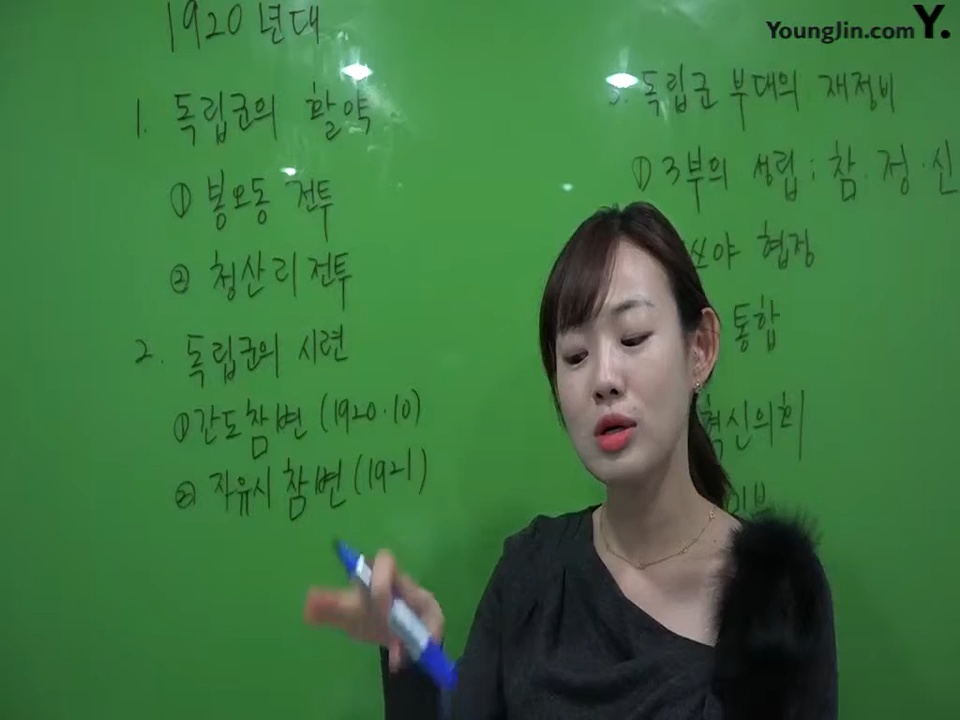 YoungJin.com Y.
1920년대
1. 독립군의 활약
① 봉오동 전투
② 청산리 전투
2. 독립군의 시련
① 간도참변 (1920.10)
② 자유시 참변 (1921)
3. 독립군 부대의 재정비
① 3부의 성립 : 참·정·신
쓰야 협정
통합
혁신의회